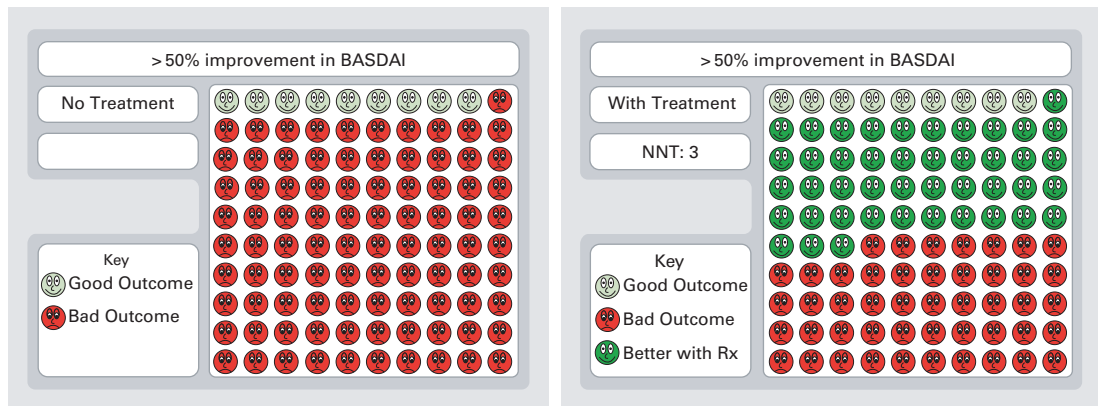 > 50% improvement in BASDAI
No Treatment
Key
Good Outcome
Bad Outcome
> 50% improvement in BASDAI
With Treatment
NNT: 3
Key
Good Outcome
Bad Outcome
Better with Rx